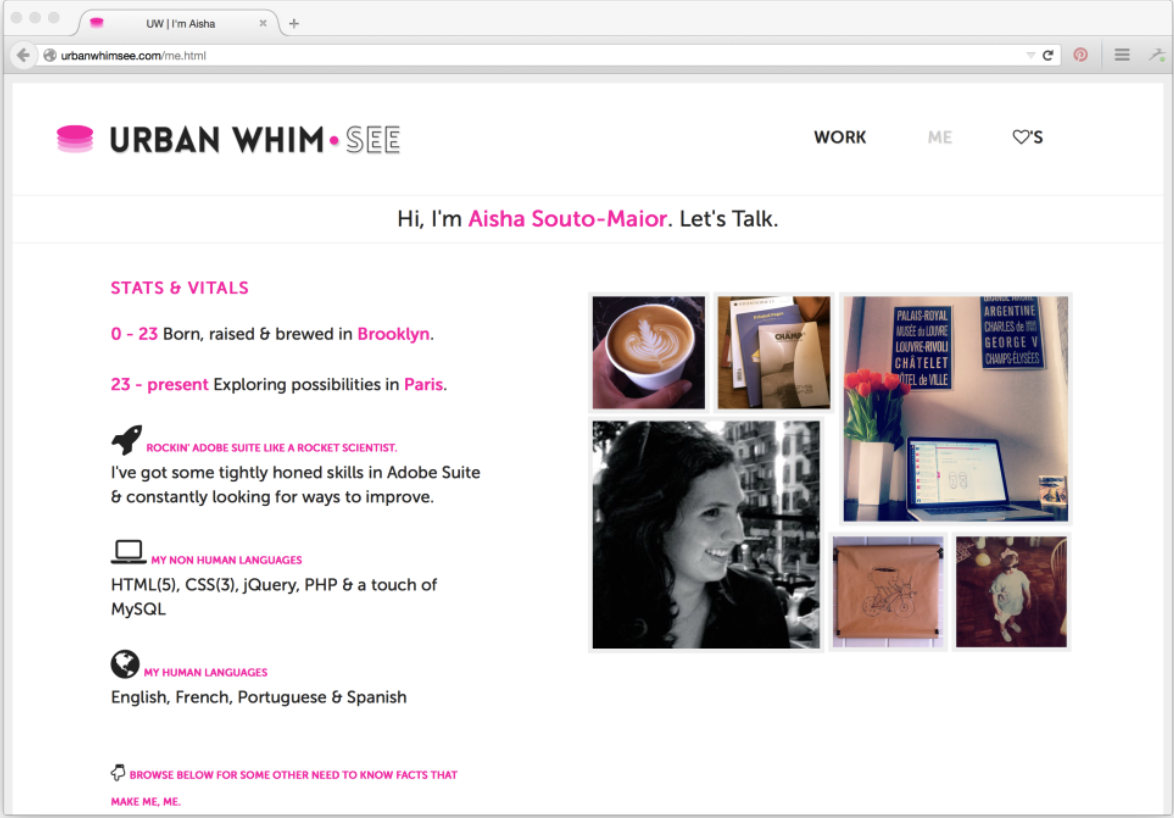 UW | I'm Aisha
urbanwhimsee.com/me.html
URBAN WHIM•SEE
WORK
ME
♡'S
Hi, I'm Aisha Souto-Maior. Let's Talk.
STATS & VITALS
0 - 23 Born, raised & brewed in Brooklyn.
23 - present Exploring possibilities in Paris.
ROCKIN' ADOBE SUITE LIKE A ROCKET SCIENTIST.
I've got some tightly honed skills in Adobe Suite
& constantly looking for ways to improve.
MY NON HUMAN LANGUAGES
HTML(5), CSS(3), jQuery, PHP & a touch of
MySQL
MY HUMAN LANGUAGES
English, French, Portuguese & Spanish
BROWSE BELOW FOR SOME OTHER NEED TO KNOW FACTS THAT
MAKE ME, ME.
CHAMP
PALAIS-ROYAL
MUSÉE du LOUVRE
LOUVRE-RIVOLI
CHÂTELET
HÔTEL de VILLE
ARGENTINE
CHARLES de
GEORGE V
CHAMPS-ÉLYSÉES